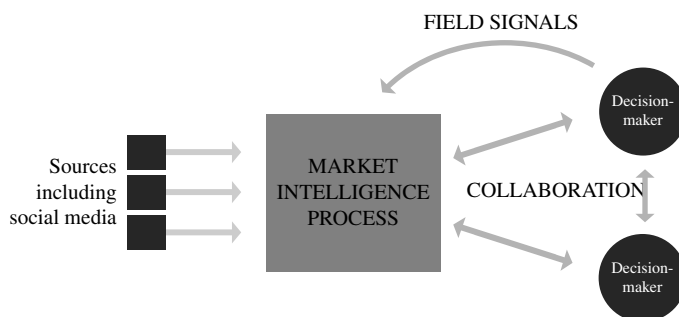 FIELD SIGNALS
Decision-
maker
Sources
including
social media
MARKET
INTELLIGENCE
PROCESS
COLLABORATION
Decision-
maker